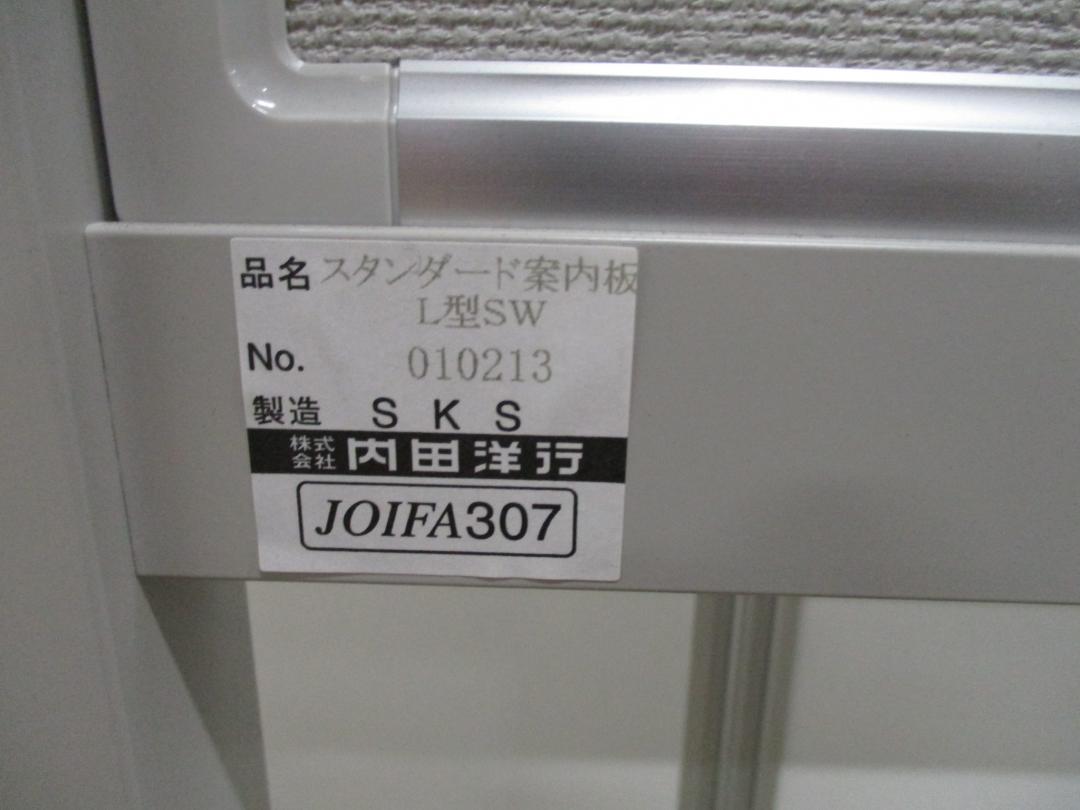 品名 スタンダード案内板
L型SW
No. 010213
製造 SKS
株式会社 内田洋行
JOIFA307